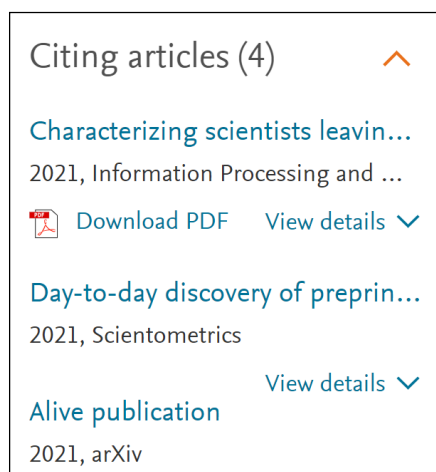 Citing articles (4)
Characterizing scientists leavin...
2021, Information Processing and ...
PDF
Download PDF View details
Day-to-day discovery of preprin...
2021, Scientometrics
View details
Alive publication
2021, arXiv